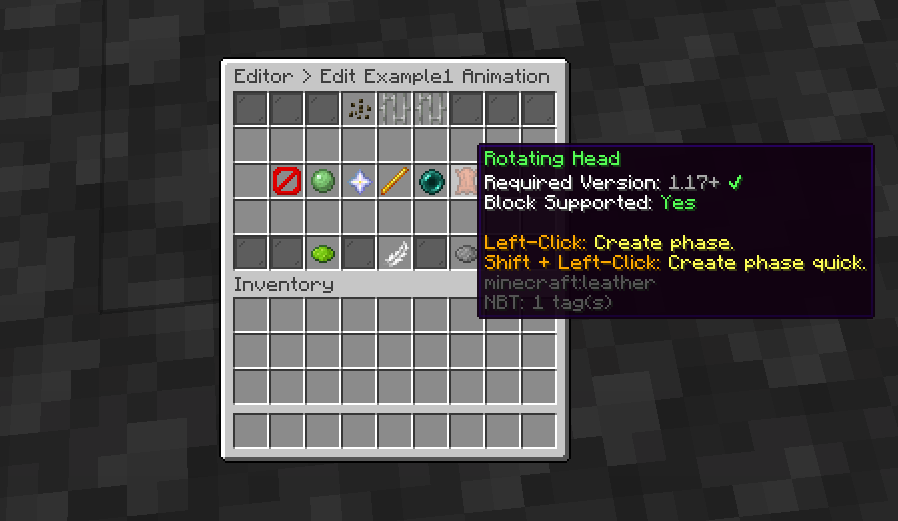 Editor > Edit Example1 Animation
Rotating Head
Required Version: 1.17+ ✓
Block Supported: Yes
Left-Click: Create phase.
Shift + Left-Click: Create phase quick.
minecraft:leather
NBT: 1 tag(s)
Inventory